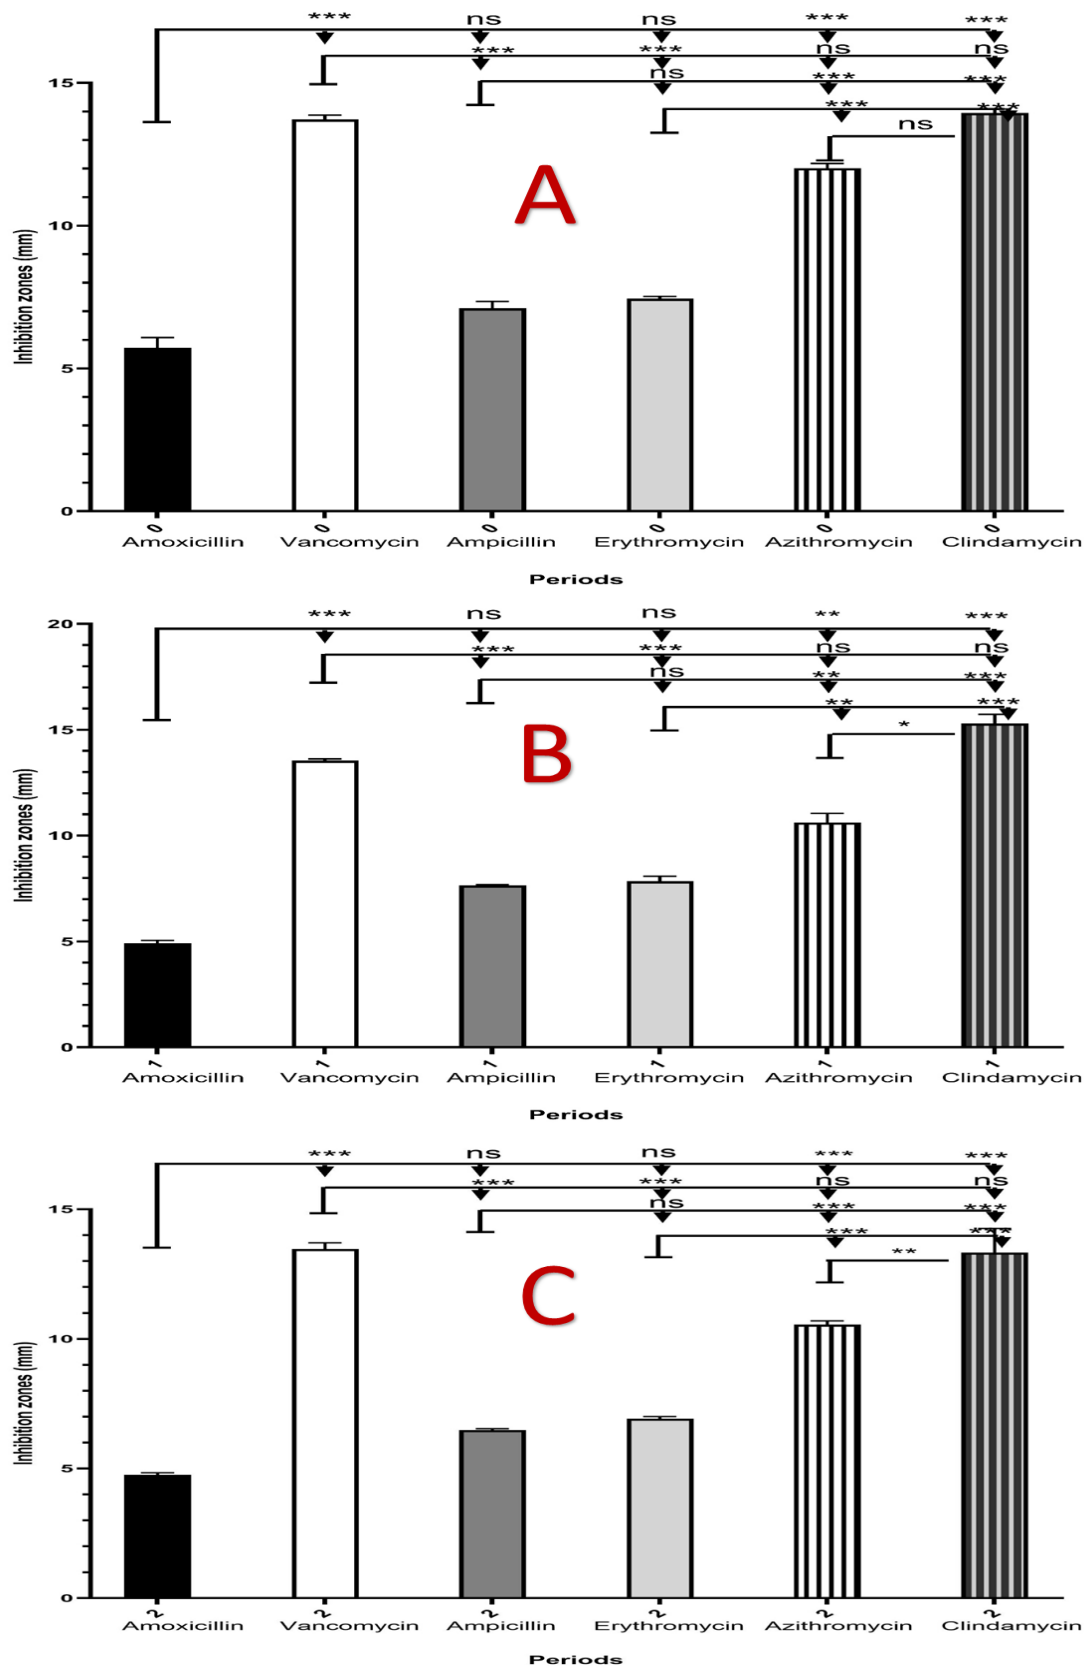 *** ns ns *** ***
*** *** ns ns
ns *** ***
*** ***
ns
15
10
5
0
Inhibition zones (mm)
A
0 0 0 0 0 0
Amoxicillin Vancomycin Ampicillin Erythromycin Azithromycin Clindamycin
Periods
*** ns ns ** ***
*** *** ns ns
ns ** ***
** ***
*
20
15
10
5
0
Inhibition zones (mm)
B
1 1 1 1 1 1
Amoxicillin Vancomycin Ampicillin Erythromycin Azithromycin Clindamycin
Periods
*** ns ns *** ***
*** *** ns ns
ns *** ***
*** ***
**
15
10
5
0
Inhibition zones (mm)
C
2 2 2 2 2 2
Amoxicillin Vancomycin Ampicillin Erythromycin Azithromycin Clindamycin
Periods